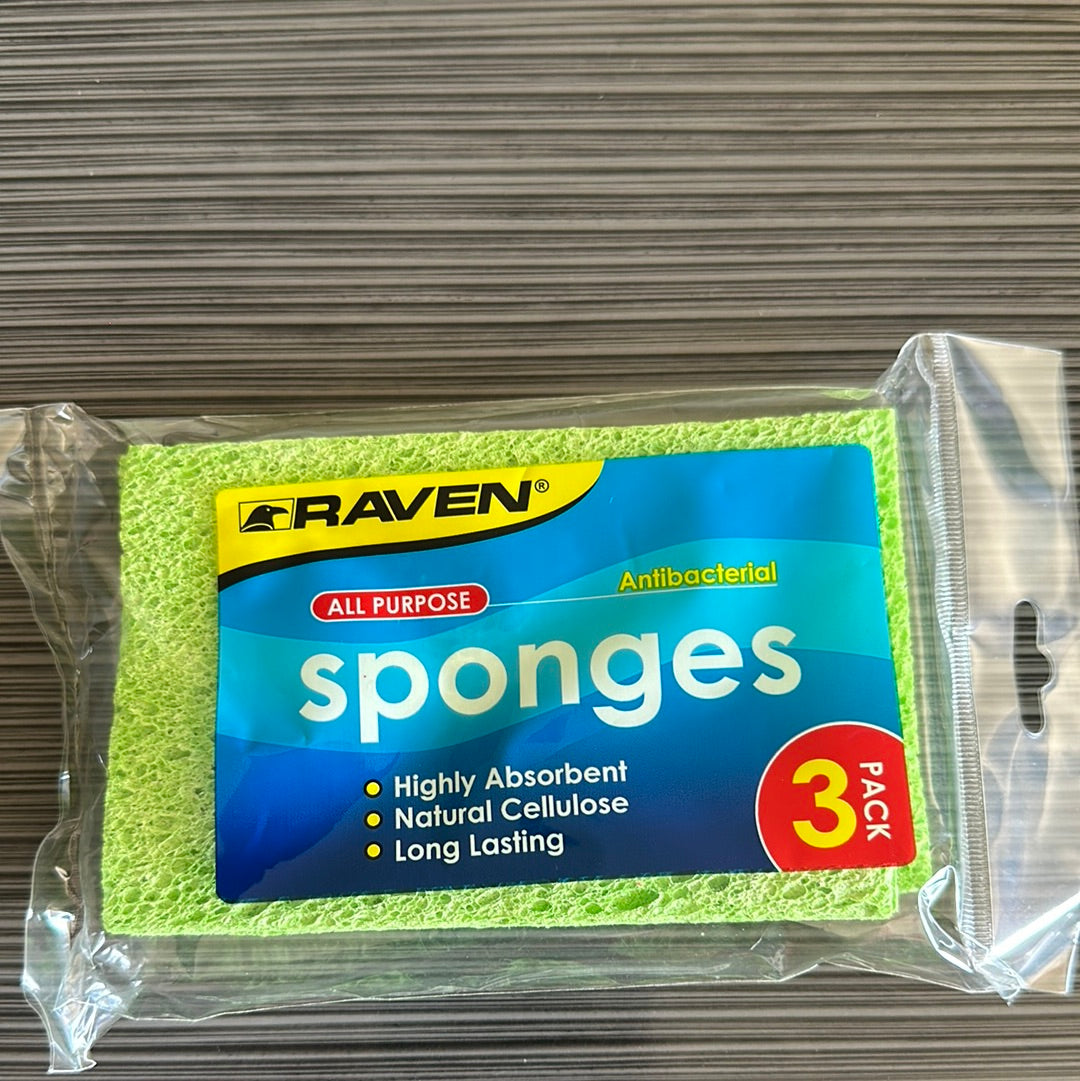 RAVEN®
ALL PURPOSE
Antibacterial
sponges
Highly Absorbent
Natural Cellulose
Long Lasting
3
PACK